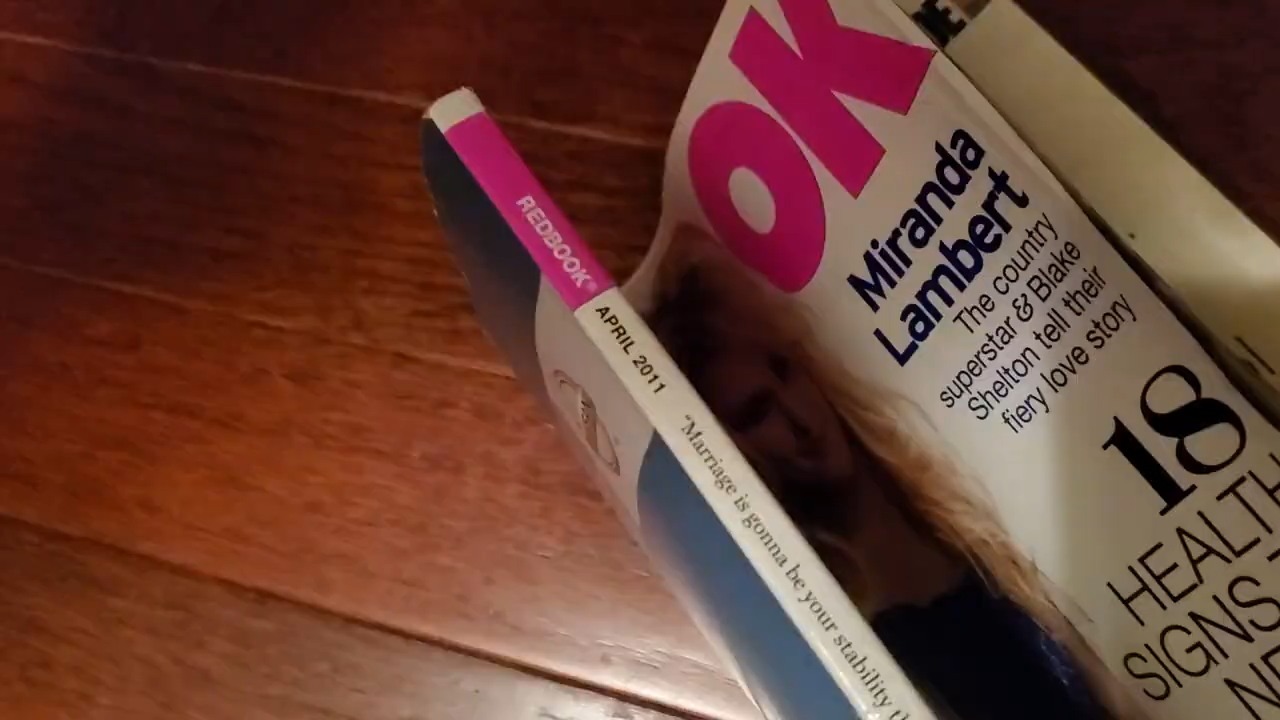 REDBOOK®
APRIL 2011
"Marriage is gonna be your stability
OK
Miranda
Lambert
The country
superstar & Blake
Shelton tell their
fiery love story
18
HEALTH
SIGNS